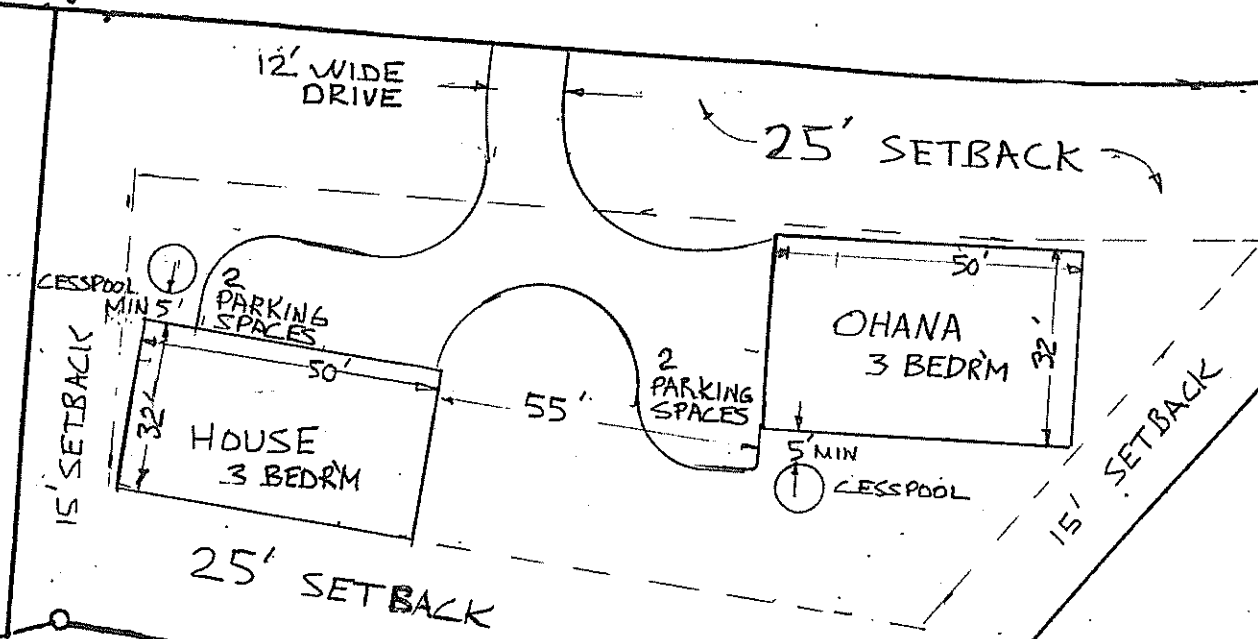 12' WIDE
DRIVE
25' SETBACK
CESSPOOL
MIN 5'
2
PARKING
SPACES
50'
32'
HOUSE
3 BEDR'M
15' SETBACK
25' SETBACK
55'
2
PARKING
SPACES
50'
OHANA
3 BEDR'M
32'
5' MIN
CESSPOOL
15' SETBACK